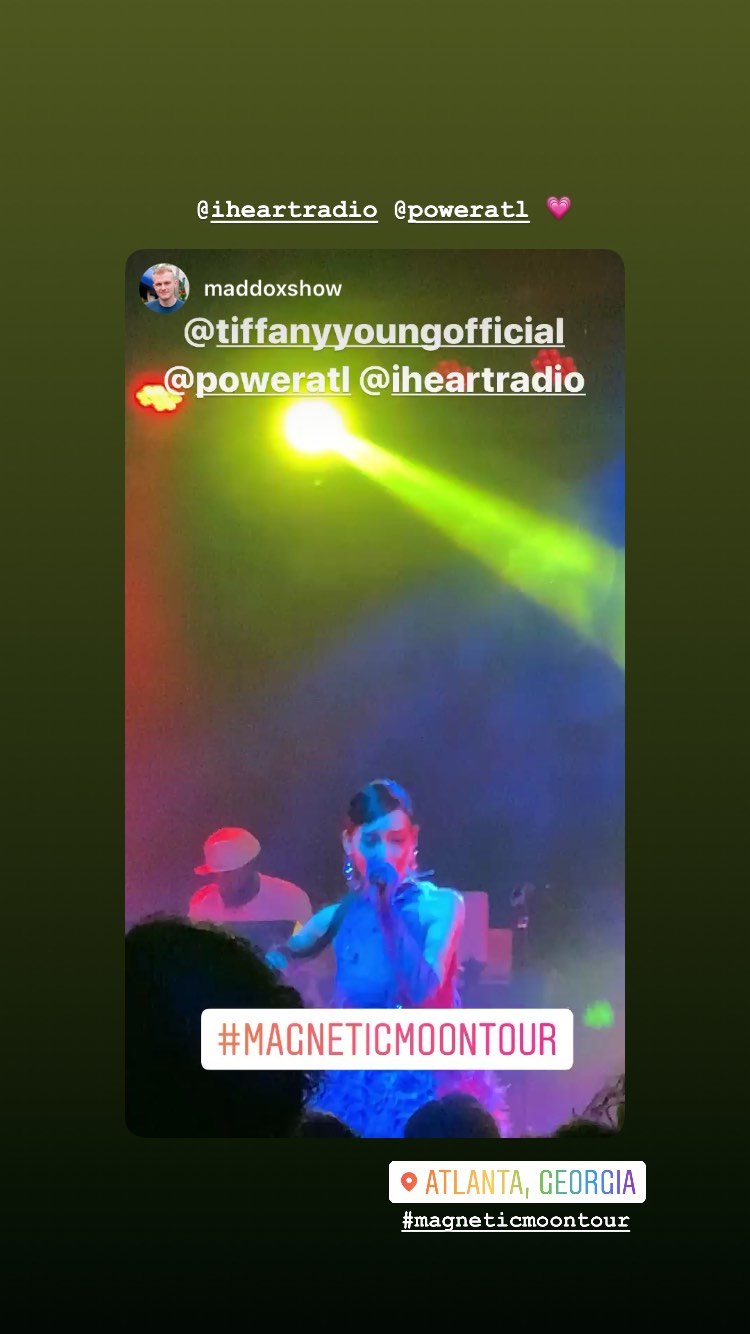 @iheartradio @poweratl 💗
maddoxshow
@tiffanyyoungofficial
@poweratl @iheartradio
#MAGNETICMOONTOUR
ATLANTA, GEORGIA
#magneticmoontour